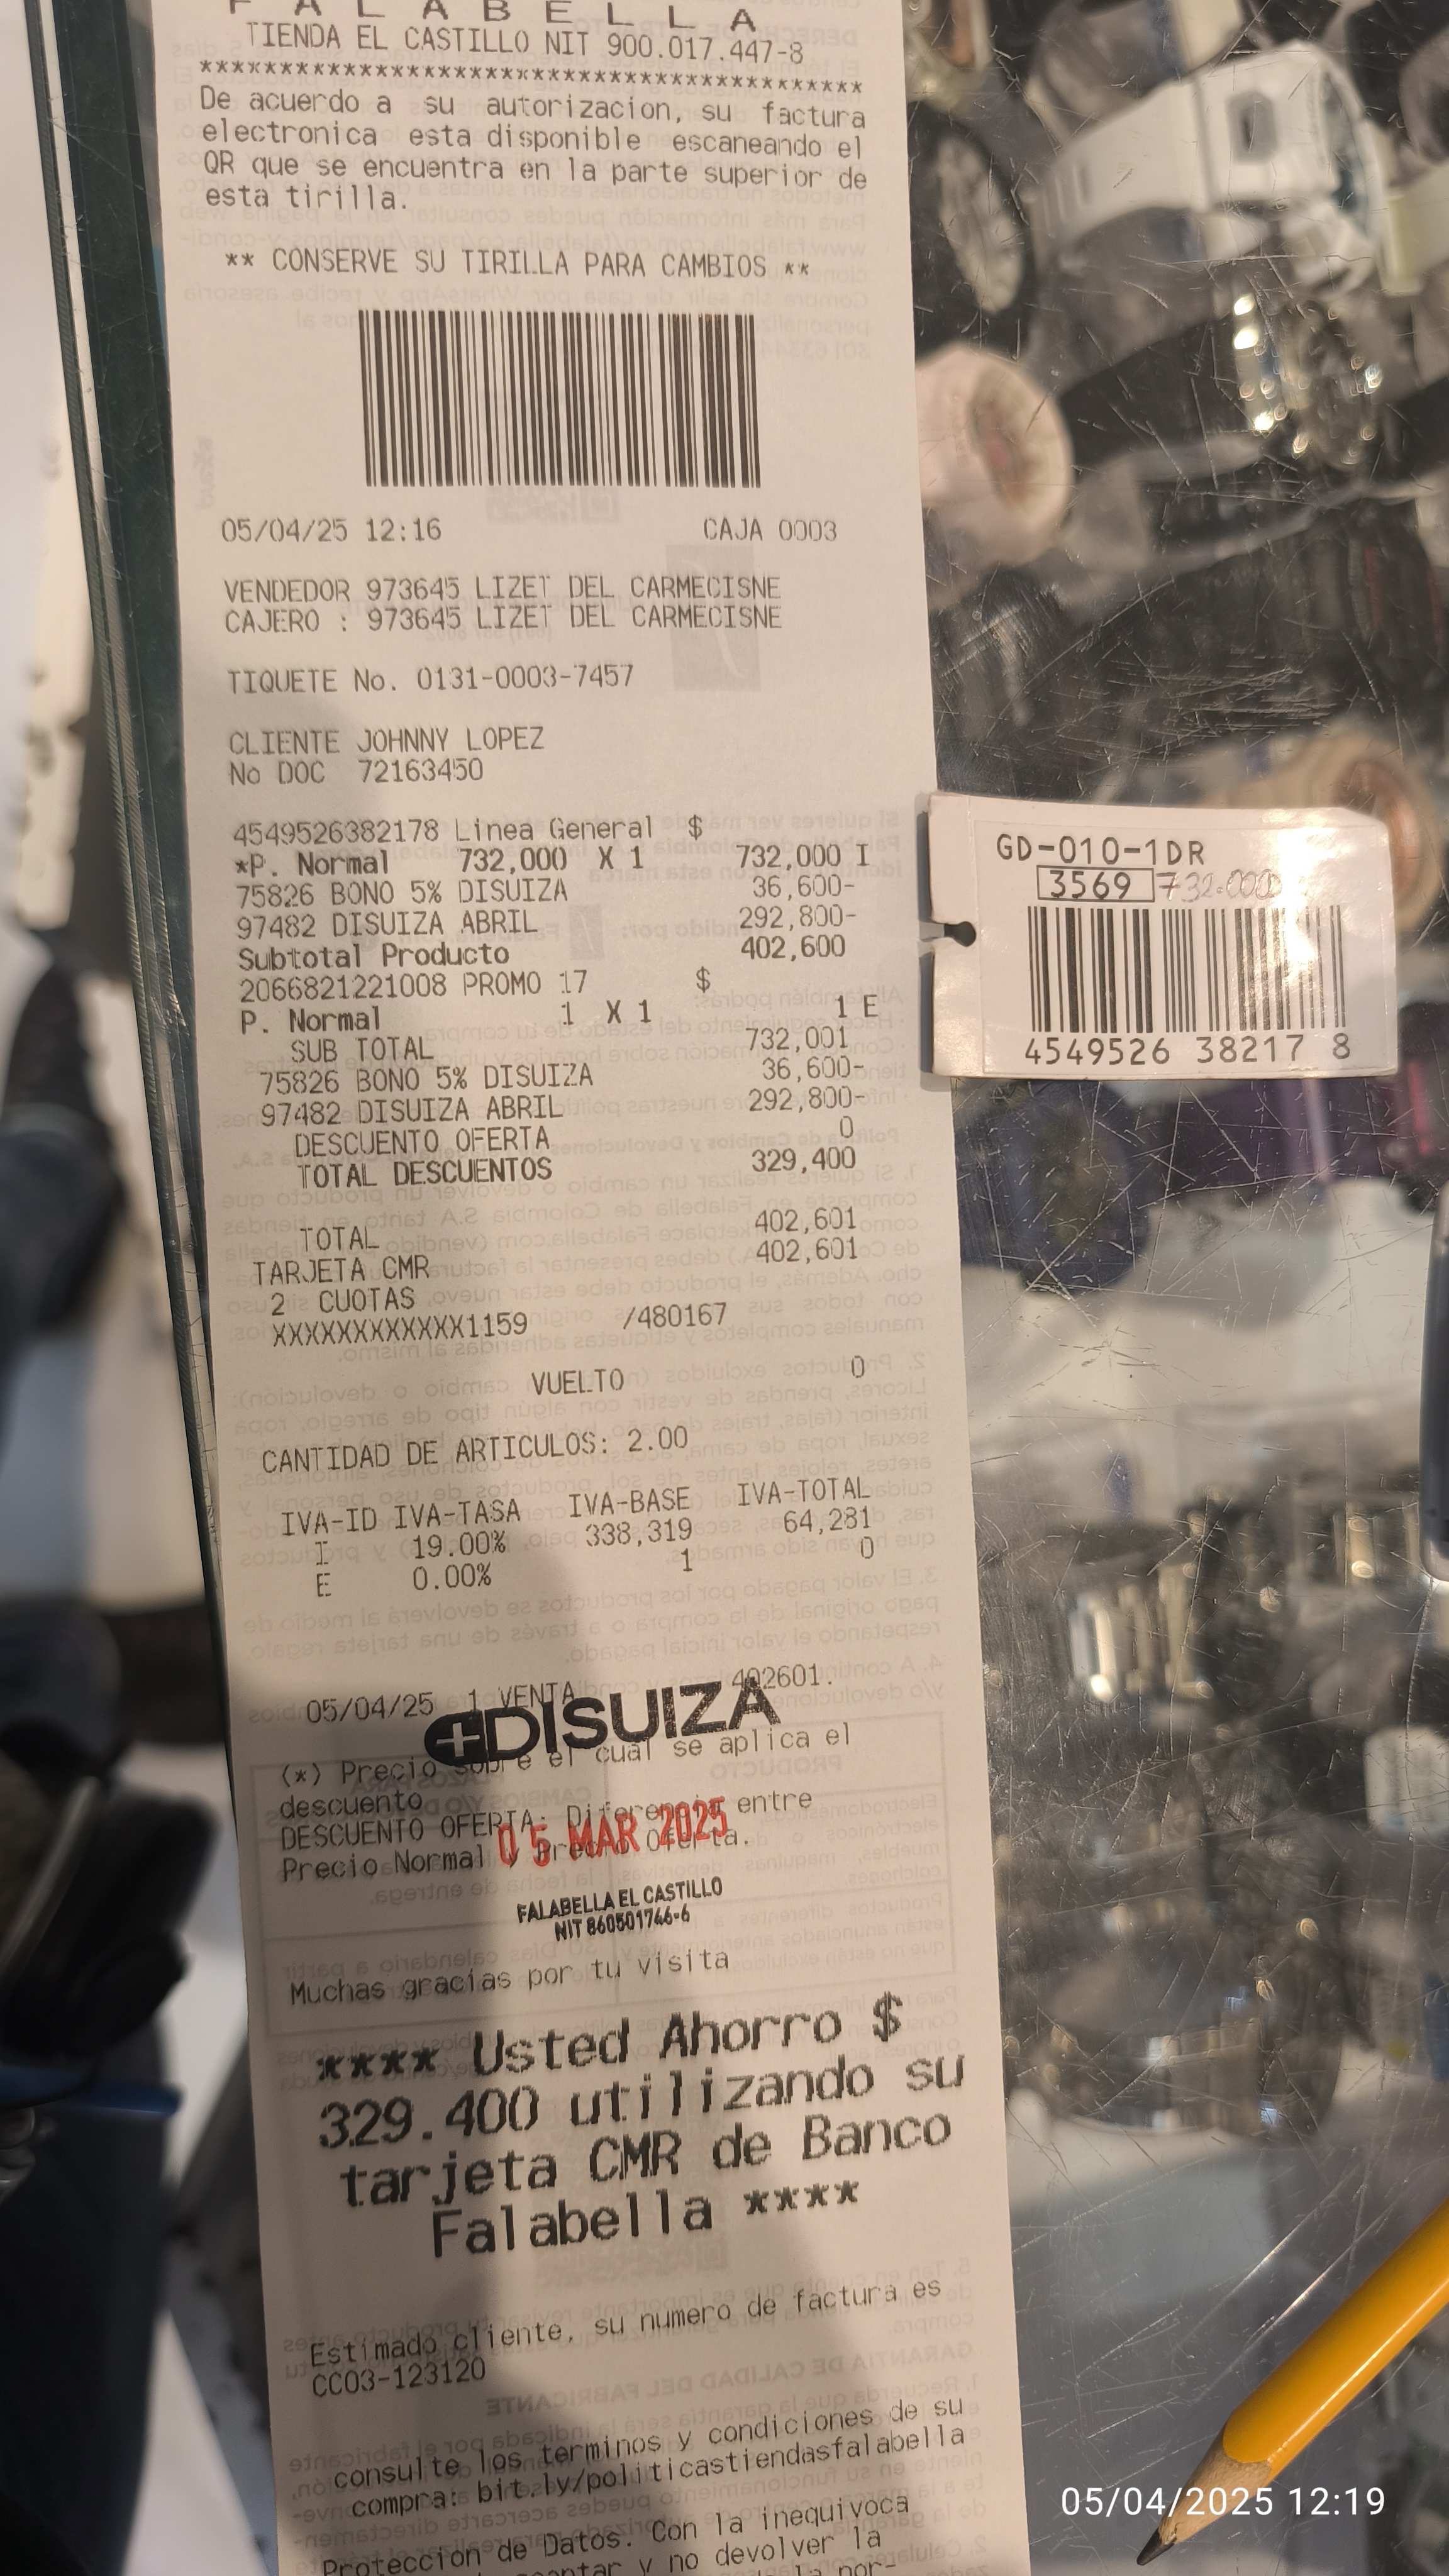 FALABELLA
TIENDA EL CASTILLO NIT 900.017.447-8
******************************************
De acuerdo a su autorizacion, su factura
electronica esta disponible escaneando el
QR que se encuentra en la parte superior de
esta tirilla.
** CONSERVE SU TIRILLA PARA CAMBIOS **
05/04/25 12:16 CAJA 0003
VENDEDOR 973645 LIZET DEL CARMECISNE
CAJERO : 973645 LIZET DEL CARMECISNE
TIQUETE No. 0131-0003-7457
CLIENTE JOHNNY LOPEZ
No DOC 72163450
4549526382178 Linea General $
*P. Normal 732,000 X 1 732,000 I
75826 BONO 5% DISUIZA 36,600-
97482 DISUIZA ABRIL 292,800-
Subtotal Producto 402,600
2066821221008 PROMO 17 $
P. Normal 1 X 1 1 E
SUB TOTAL 732,001
75826 BONO 5% DISUIZA 36,600-
97482 DISUIZA ABRIL 292,800-
DESCUENTO OFERTA 0
TOTAL DESCUENTOS 329,400
TOTAL 402,601
TARJETA CMR 402,601
2 CUOTAS
XXXXXXXXXXXX1159 /480167
VUELTO 0
CANTIDAD DE ARTICULOS: 2.00
IVA-ID IVA-TASA IVA-BASE IVA-TOTAL
I 19.00% 338,319 64,281
E 0.00% 1 0
05/04/25 1 VENTA 402601.
DISUIZA
(*) Precio sobre el cual se aplica el
descuento
DESCUENTO OFERTA: Diferencia entre
Precio Normal y Precio Oferta.
05 MAR 2025
FALABELLA EL CASTILLO
NIT 860501746-6
Muchas gracias por tu visita
**** Usted Ahorro $
329.400 utilizando su
tarjeta CMR de Banco
Falabella ****
Estimado cliente, su numero de factura es
CC03-123120
consulte los terminos y condiciones de su
compra: bit.ly/politicastiendasfalabella
Proteccion de Datos. Con la inequivoca
y no devolver la
GD-010-1DR
3569 732.000
4549526 38217 8
05/04/2025 12:19